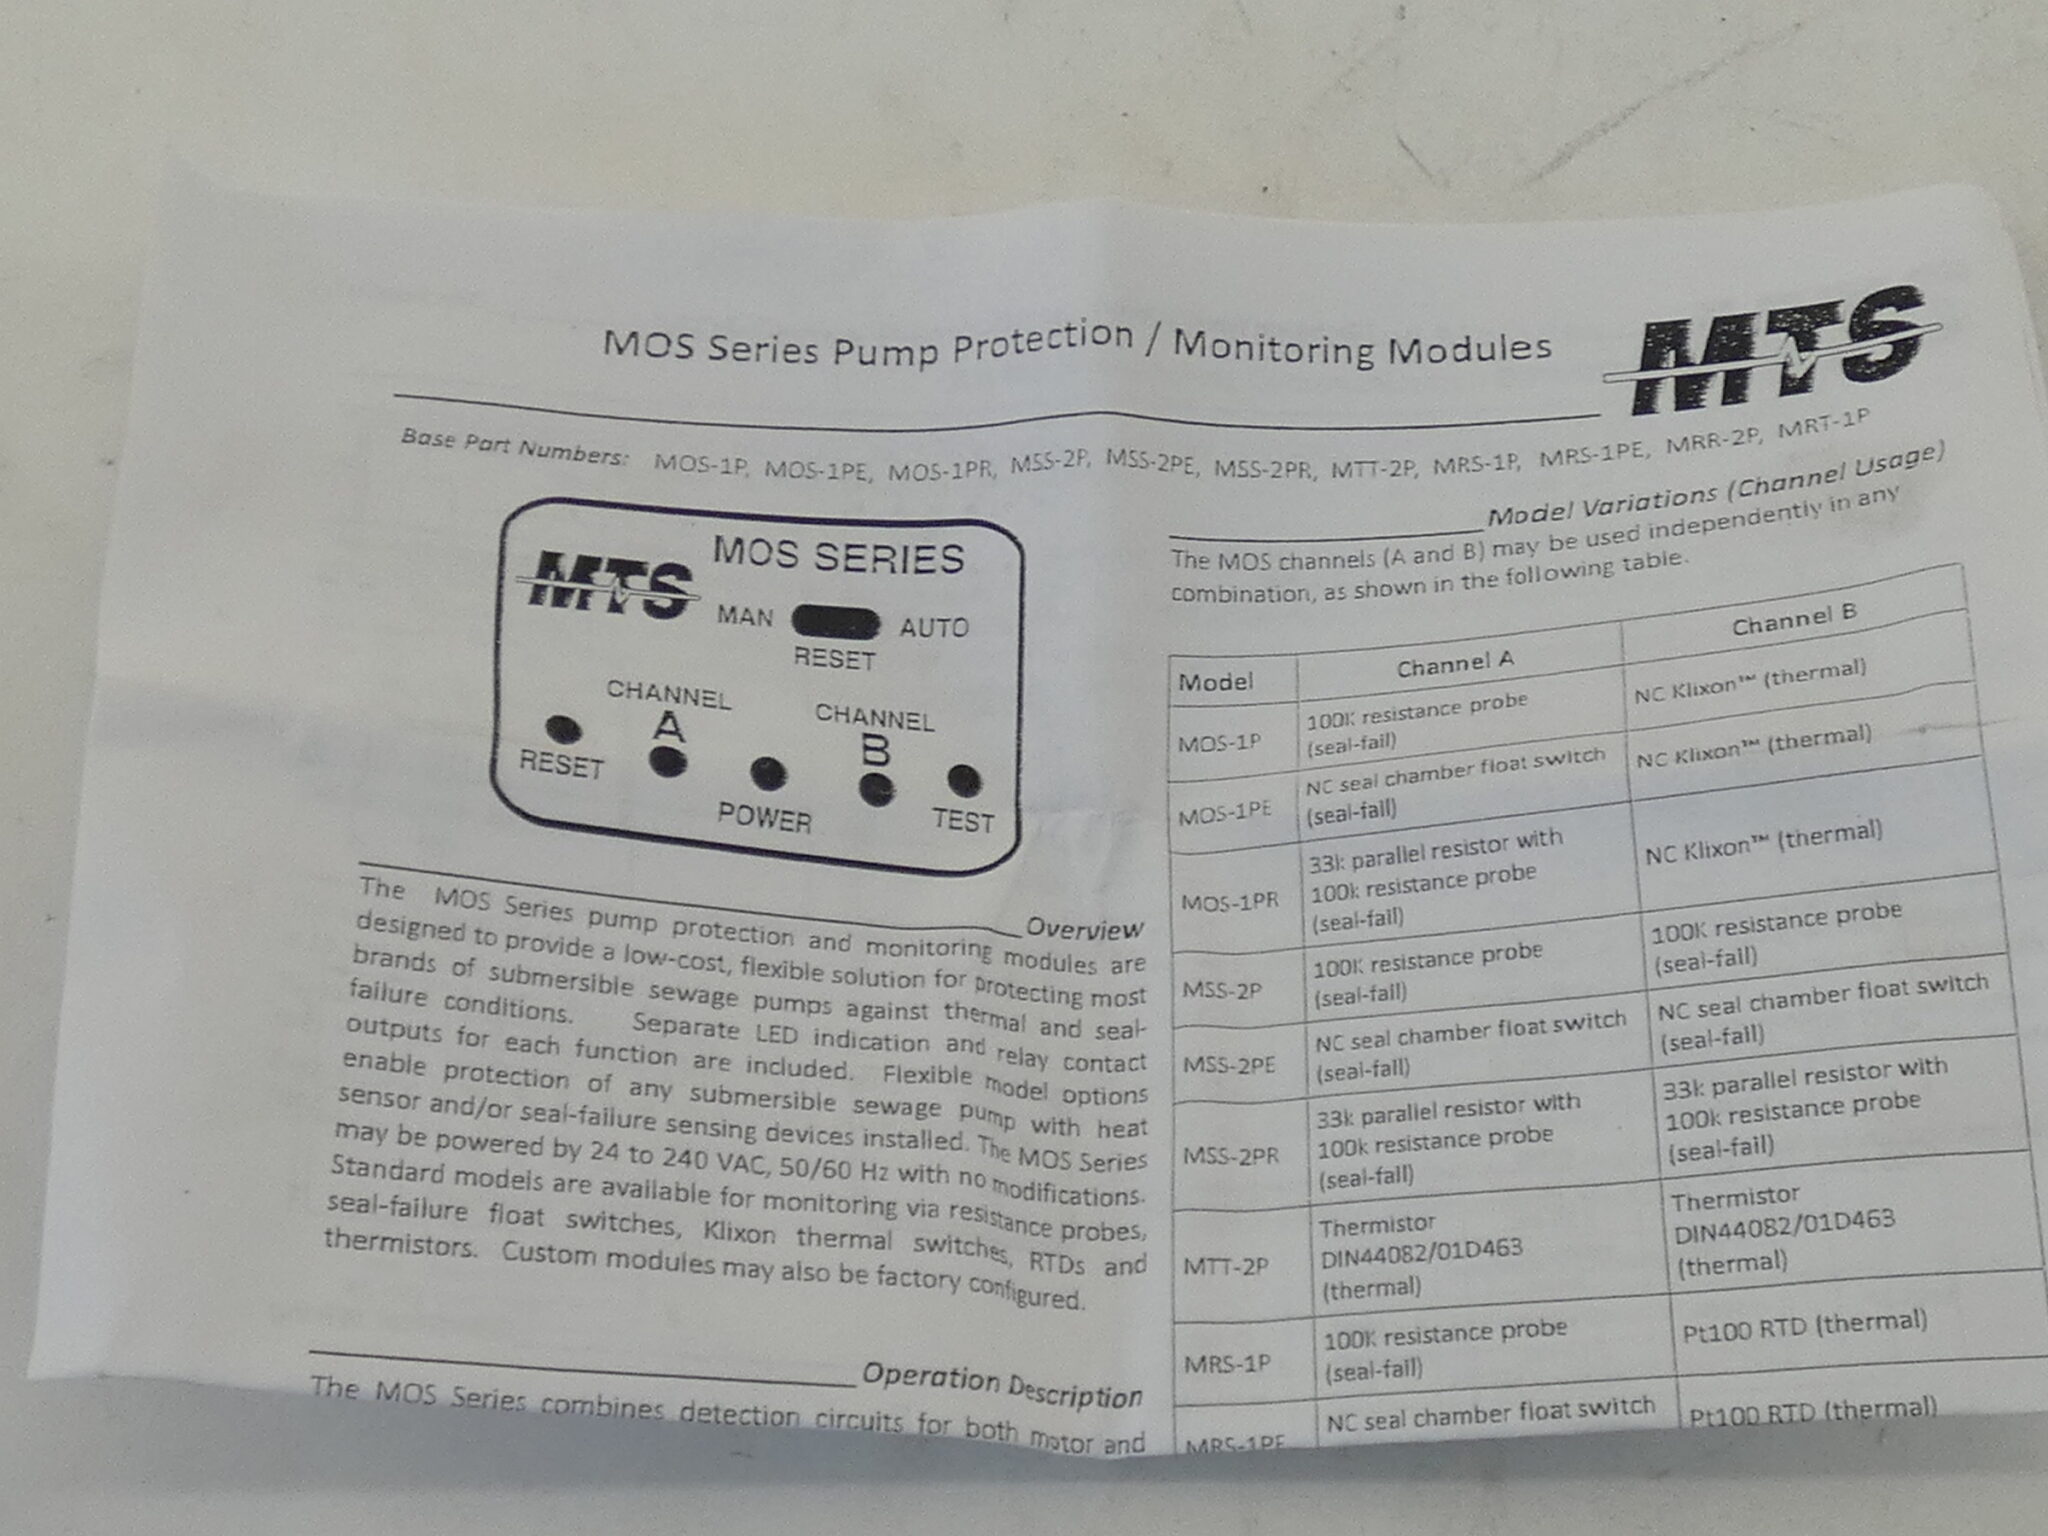 MOS Series Pump Protection / Monitoring Modules
MTS
Base Part Numbers: MOS-1P, MOS-1PE, MOS-1PR, MSS-2P, MSS-2PE, MSS-2PR, MTT-2P, MRS-1P, MRS-1PE, MRR-2P, MRT-1P
MTS
MOS SERIES
MAN
AUTO
RESET
CHANNEL
A
CHANNEL
B
RESET
POWER
TEST
Overview
The MOS Series pump protection and monitoring modules are
designed to provide a low-cost, flexible solution for protecting most
brands of submersible sewage pumps against thermal and seal-
failure conditions. Separate LED indication and relay contact
outputs for each function are included. Flexible model options
enable protection of any submersible sewage pump with heat
sensor and/or seal-failure sensing devices installed. The MOS Series
may be powered by 24 to 240 VAC, 50/60 Hz with no modifications.
Standard models are available for monitoring via resistance probes,
seal-failure float switches, Klixon thermal switches, RTDs and
thermistors. Custom modules may also be factory configured.
Operation Description
The MOS Series combines detection circuits for both motor and
Model Variations (Channel Usage)
The MOS channels (A and B) may be used independently in any
combination, as shown in the following table.
Model
Channel A
Channel B
MOS-1P
100K resistance probe
(seal-fail)
NC Klixon™ (thermal)
MOS-1PE
NC seal chamber float switch
(seal-fail)
NC Klixon™ (thermal)
MOS-1PR
33k parallel resistor with
100k resistance probe
(seal-fail)
NC Klixon™ (thermal)
MSS-2P
100K resistance probe
(seal-fail)
100K resistance probe
(seal-fail)
MSS-2PE
NC seal chamber float switch
(seal-fail)
NC seal chamber float switch
(seal-fail)
MSS-2PR
33k parallel resistor with
100k resistance probe
(seal-fail)
33k parallel resistor with
100k resistance probe
(seal-fail)
MTT-2P
Thermistor
DIN44082/01D463
(thermal)
Thermistor
DIN44082/01D463
(thermal)
MRS-1P
100K resistance probe
(seal-fail)
Pt100 RTD (thermal)
MRS-1PE
NC seal chamber float switch
Pt100 RTD (thermal)